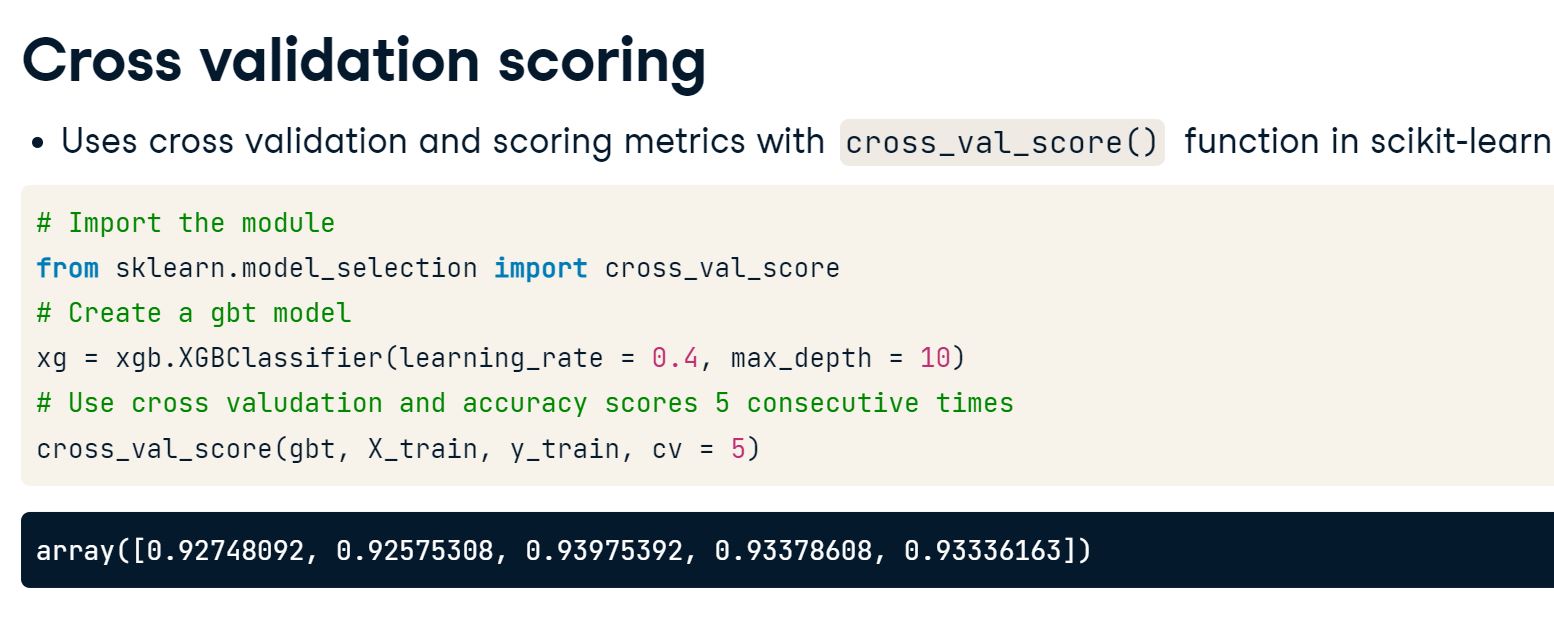 Cross validation scoring
• Uses cross validation and scoring metrics with cross_val_score() function in scikit-learn
# Import the module
from sklearn.model_selection import cross_val_score
# Create a gbt model
xg = xgb.XGBClassifier(learning_rate = 0.4, max_depth = 10)
# Use cross valudation and accuracy scores 5 consecutive times
cross_val_score(gbt, X_train, y_train, cv = 5)
array([0.92748092, 0.92575308, 0.93975392, 0.93378608, 0.93336163])